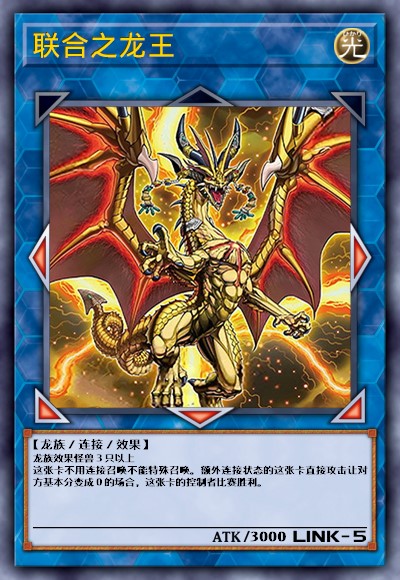 联合之龙王
ひかり
光
【龙族／连接／效果】
龙族效果怪兽３只以上
这张卡不用连接召唤不能特殊召唤。额外连接状态的这张卡直接攻击让对
方基本分变成０的场合，这张卡的控制者比赛胜利。
ATK/3000 LINK-5